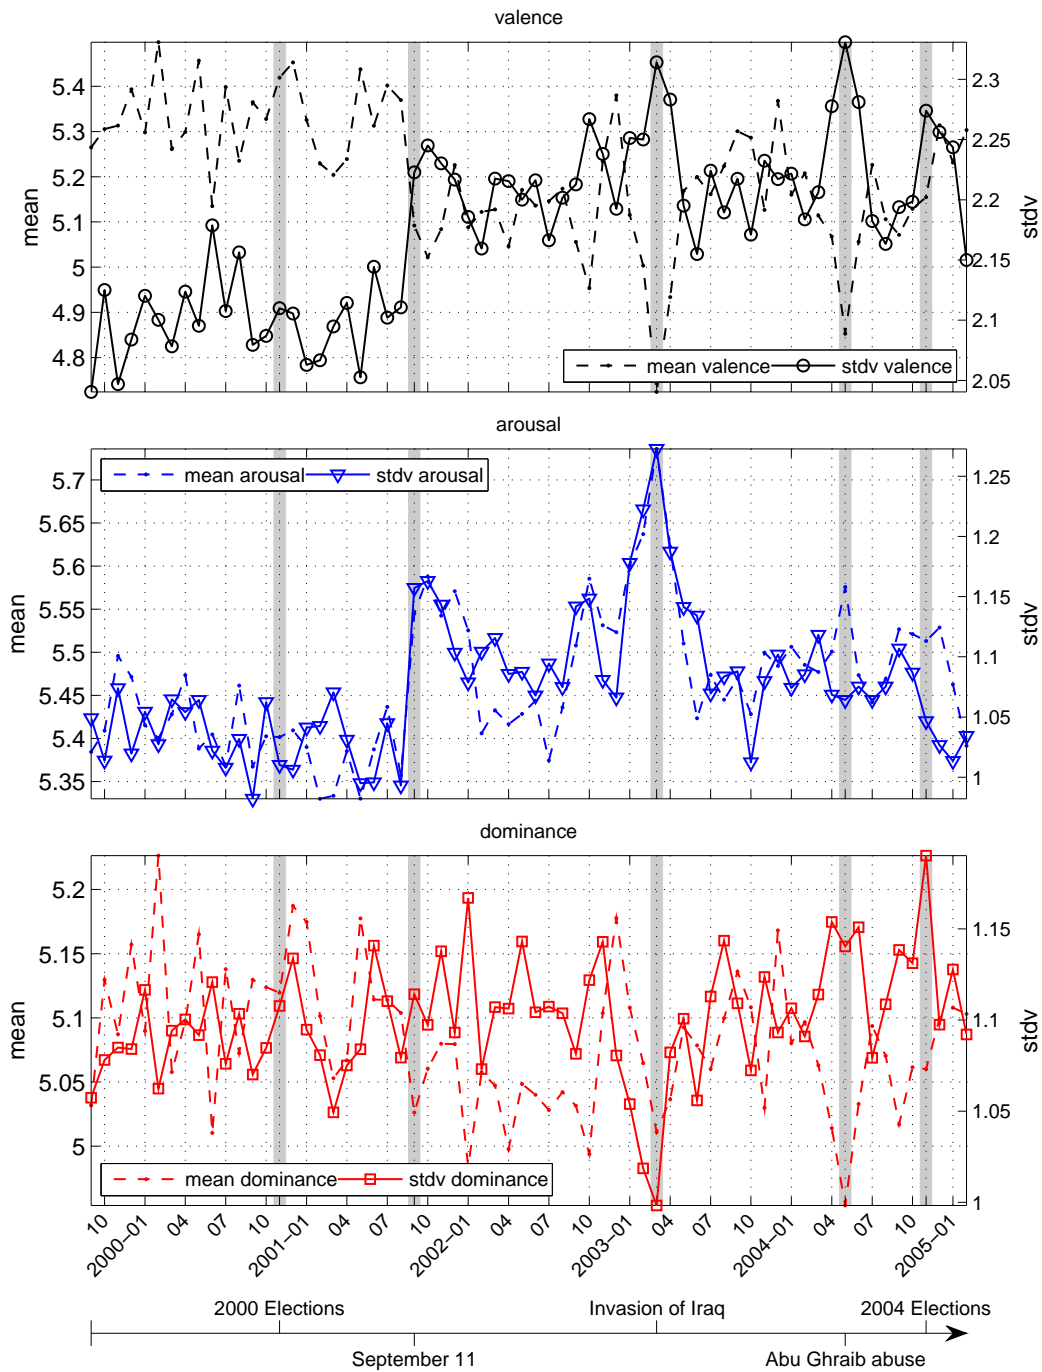 valence
5.4
5.3
5.2
5.1
5
4.9
4.8
mean
2.3
2.25
2.2
2.15
2.1
2.05
stdv
mean valence
stdv valence
arousal
5.7
5.65
5.6
5.55
5.5
5.45
5.4
5.35
mean
1.25
1.2
1.15
1.1
1.05
1
stdv
mean arousal
stdv arousal
dominance
5.2
5.15
5.1
5.05
5
mean
1.15
1.1
1.05
1
stdv
mean dominance
stdv dominance
10
2000–01
04
07
10
2001–01
04
07
10
2002–01
04
07
10
2003–01
04
07
10
2004–01
04
07
10
2005–01
2000 Elections
Invasion of Iraq
2004 Elections
September 11
Abu Ghraib abuse